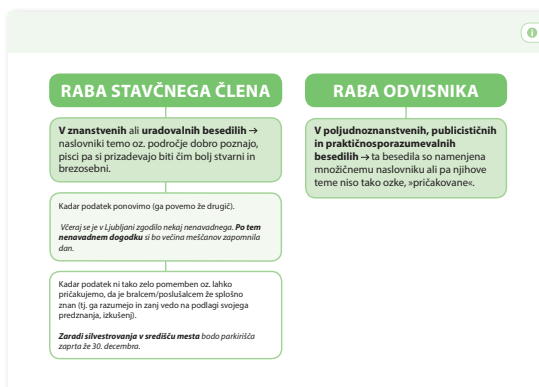 RABA STAVČNEGA ČLENA
V znanstvenih ali uradovalnih besedilih →
naslovniki temo oz. področje dobro poznajo,
pisci pa si prizadevajo biti čim bolj stvarni in
brezosebni.
Kadar podatek ponovimo (ga povemo že drugič).
Včeraj se je v Ljubljani zgodilo nekaj nenavadnega. Po tem
nenavadnem dogodku si bo večina meščanov zapomnila
dan.
Kadar podatek ni tako zelo pomemben oz. lahko
pričakujemo, da je bralcem/poslušalcem že splošno
znan (tj. ga razumejo in zanj vedo na podlagi svojega
predznanja, izkušenj).
Zaradi silvestrovanja v središču mesta bodo parkirišča
zaprta že 30. decembra.
RABA ODVISNIKA
V poljudnoznanstvenih, publicističnih
in praktičnosporazumevalnih
besedilih → ta besedila so namenjena
množičnemu naslovniku ali pa njihove
teme niso tako ozke, »pričakovane«.